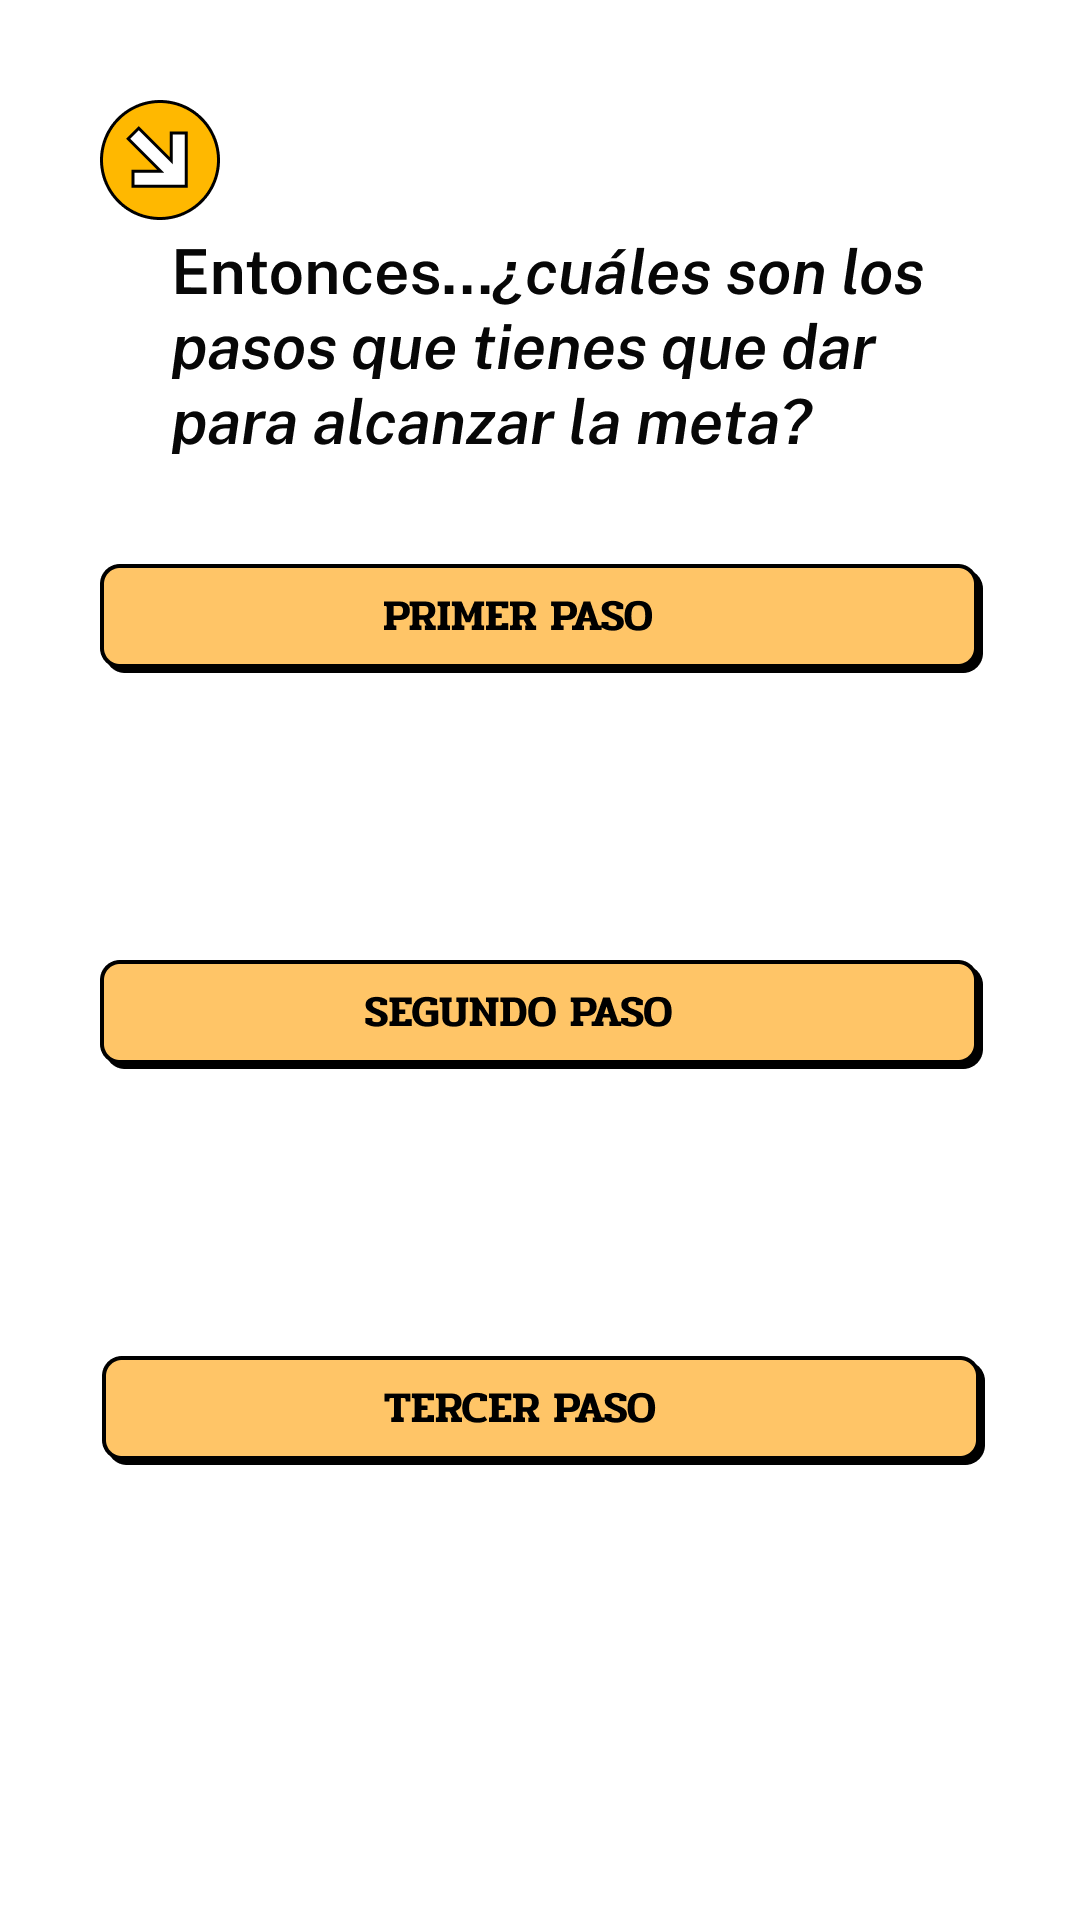 Entonces...¿cuáles son los
pasos que tienes que dar
para alcanzar la meta?
PRIMER PASO
SEGUNDO PASO
TERCER PASO